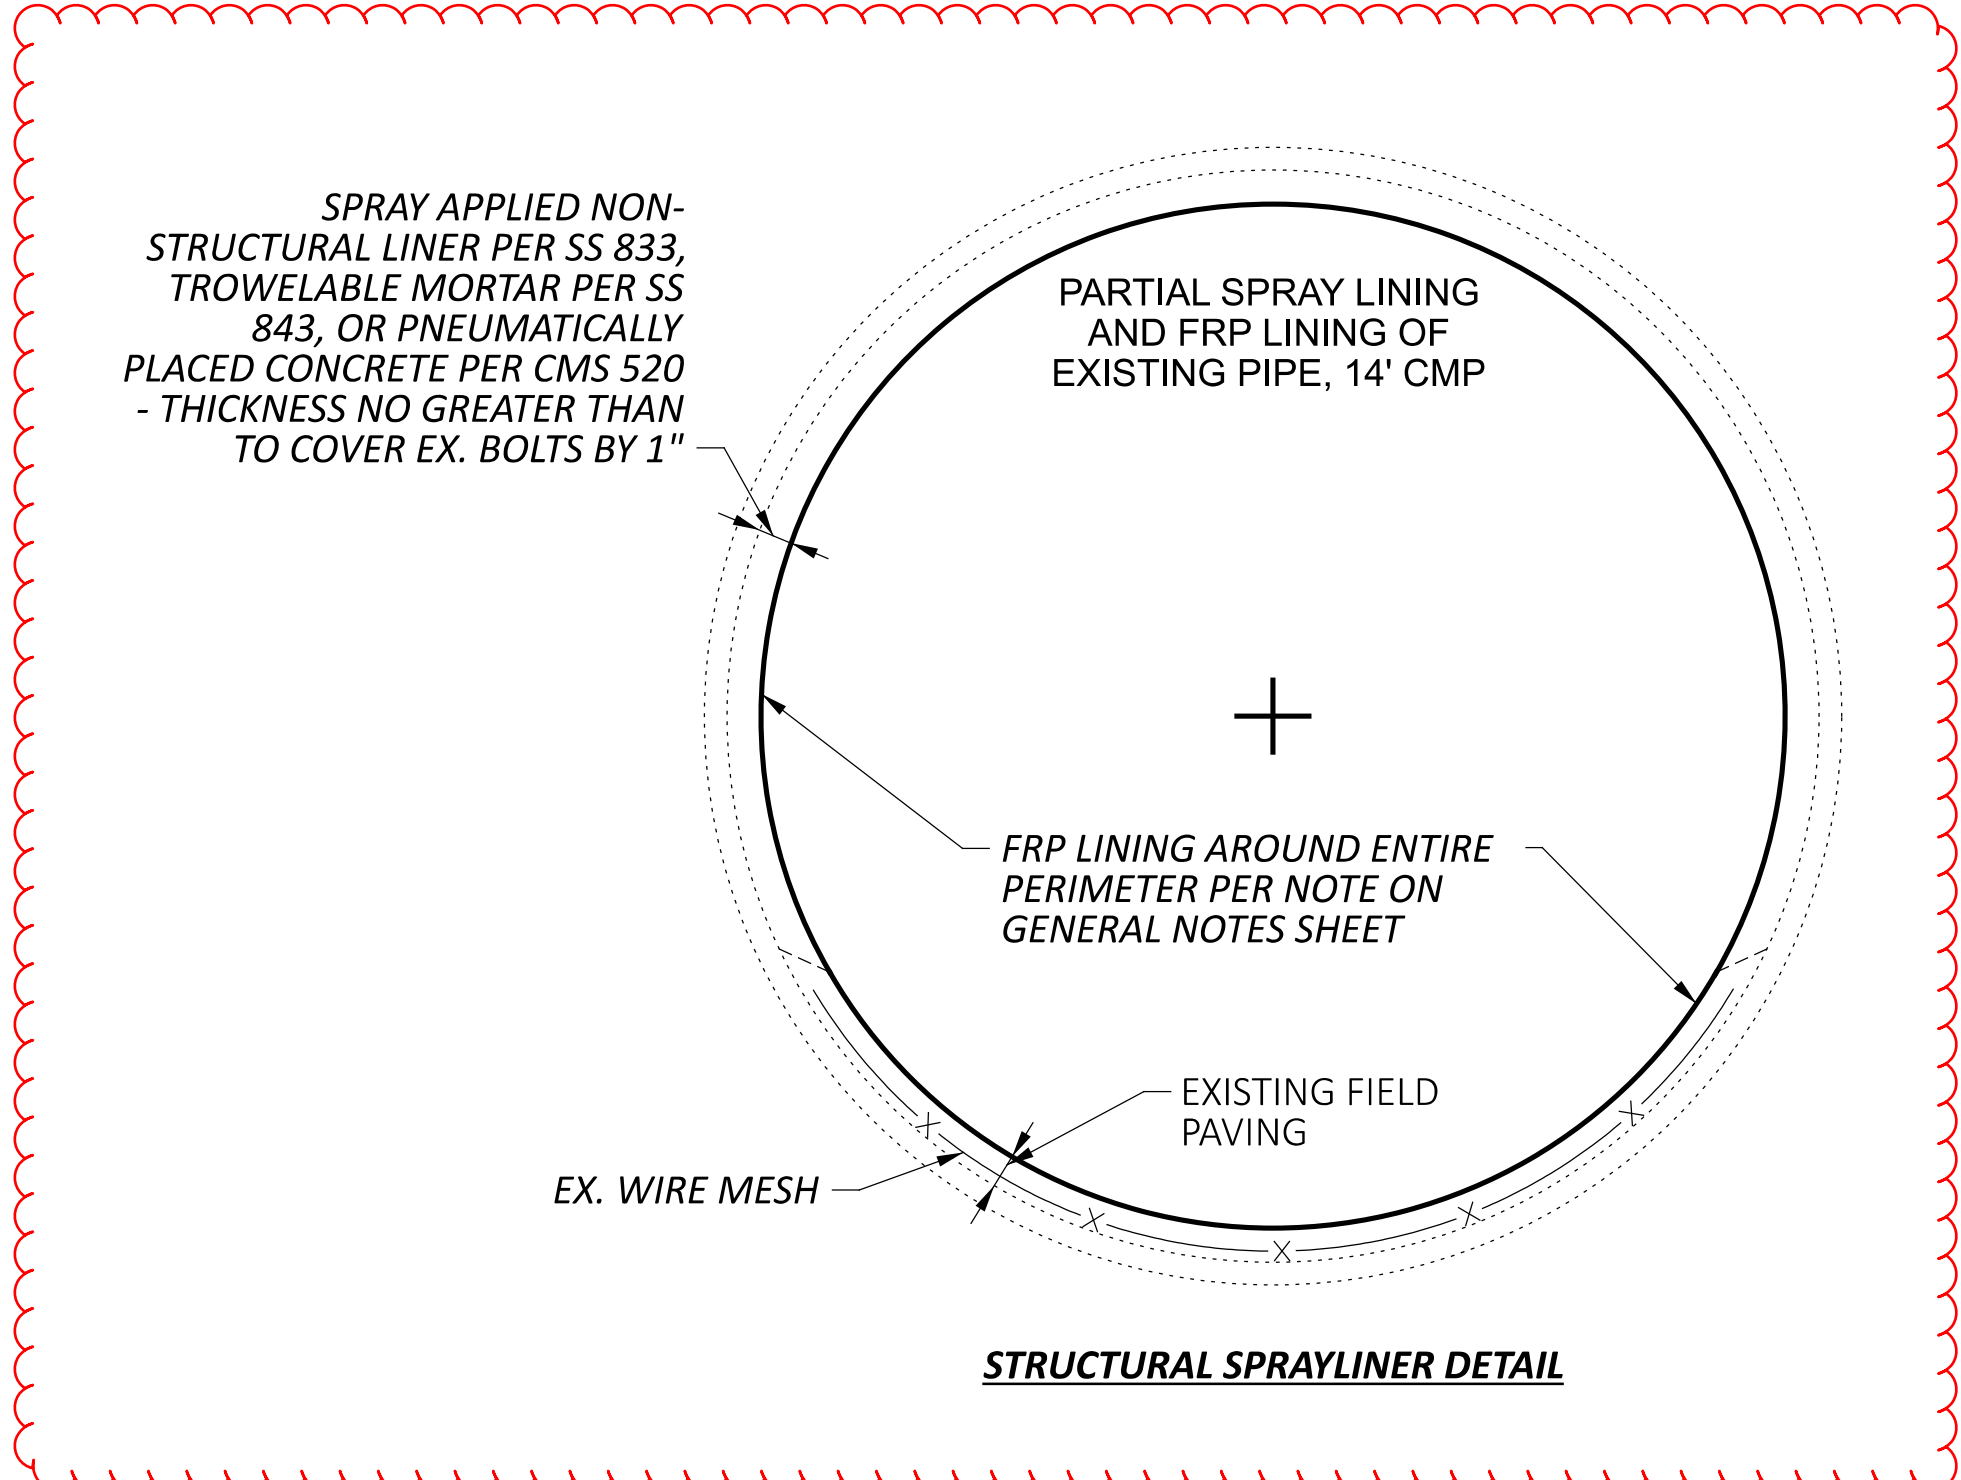 SPRAY APPLIED NON-
STRUCTURAL LINER PER SS 833,
TROWELABLE MORTAR PER SS
843, OR PNEUMATICALLY
PLACED CONCRETE PER CMS 520
- THICKNESS NO GREATER THAN
TO COVER EX. BOLTS BY 1"
PARTIAL SPRAY LINING
AND FRP LINING OF
EXISTING PIPE, 14' CMP
FRP LINING AROUND ENTIRE
PERIMETER PER NOTE ON
GENERAL NOTES SHEET
EXISTING FIELD
PAVING
EX. WIRE MESH
STRUCTURAL SPRAYLINER DETAIL